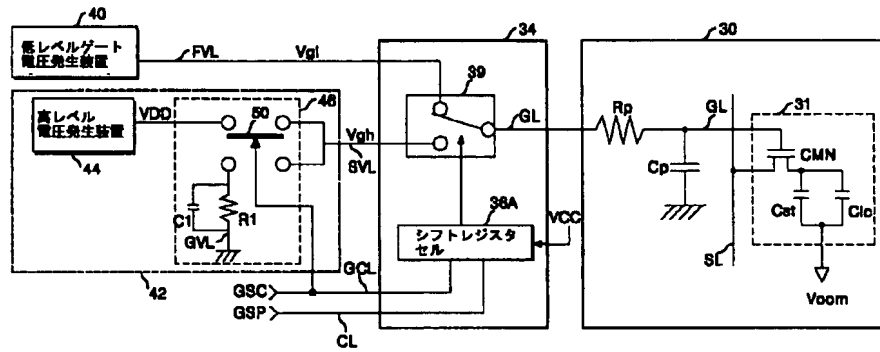 40
低レベルゲート
電圧発生装置
FVL
Vgl
34
30
39
GL
Rp
GL
31
CMN
Cp
Cst
Clc
SL
Vcom
46
50
高レベル
電圧発生装置
VDD
44
Vgh
SVL
C1
R1
GVL
42
36A
シフトレジスタ
セル
VCC
GSC
GCL
GSP
CL